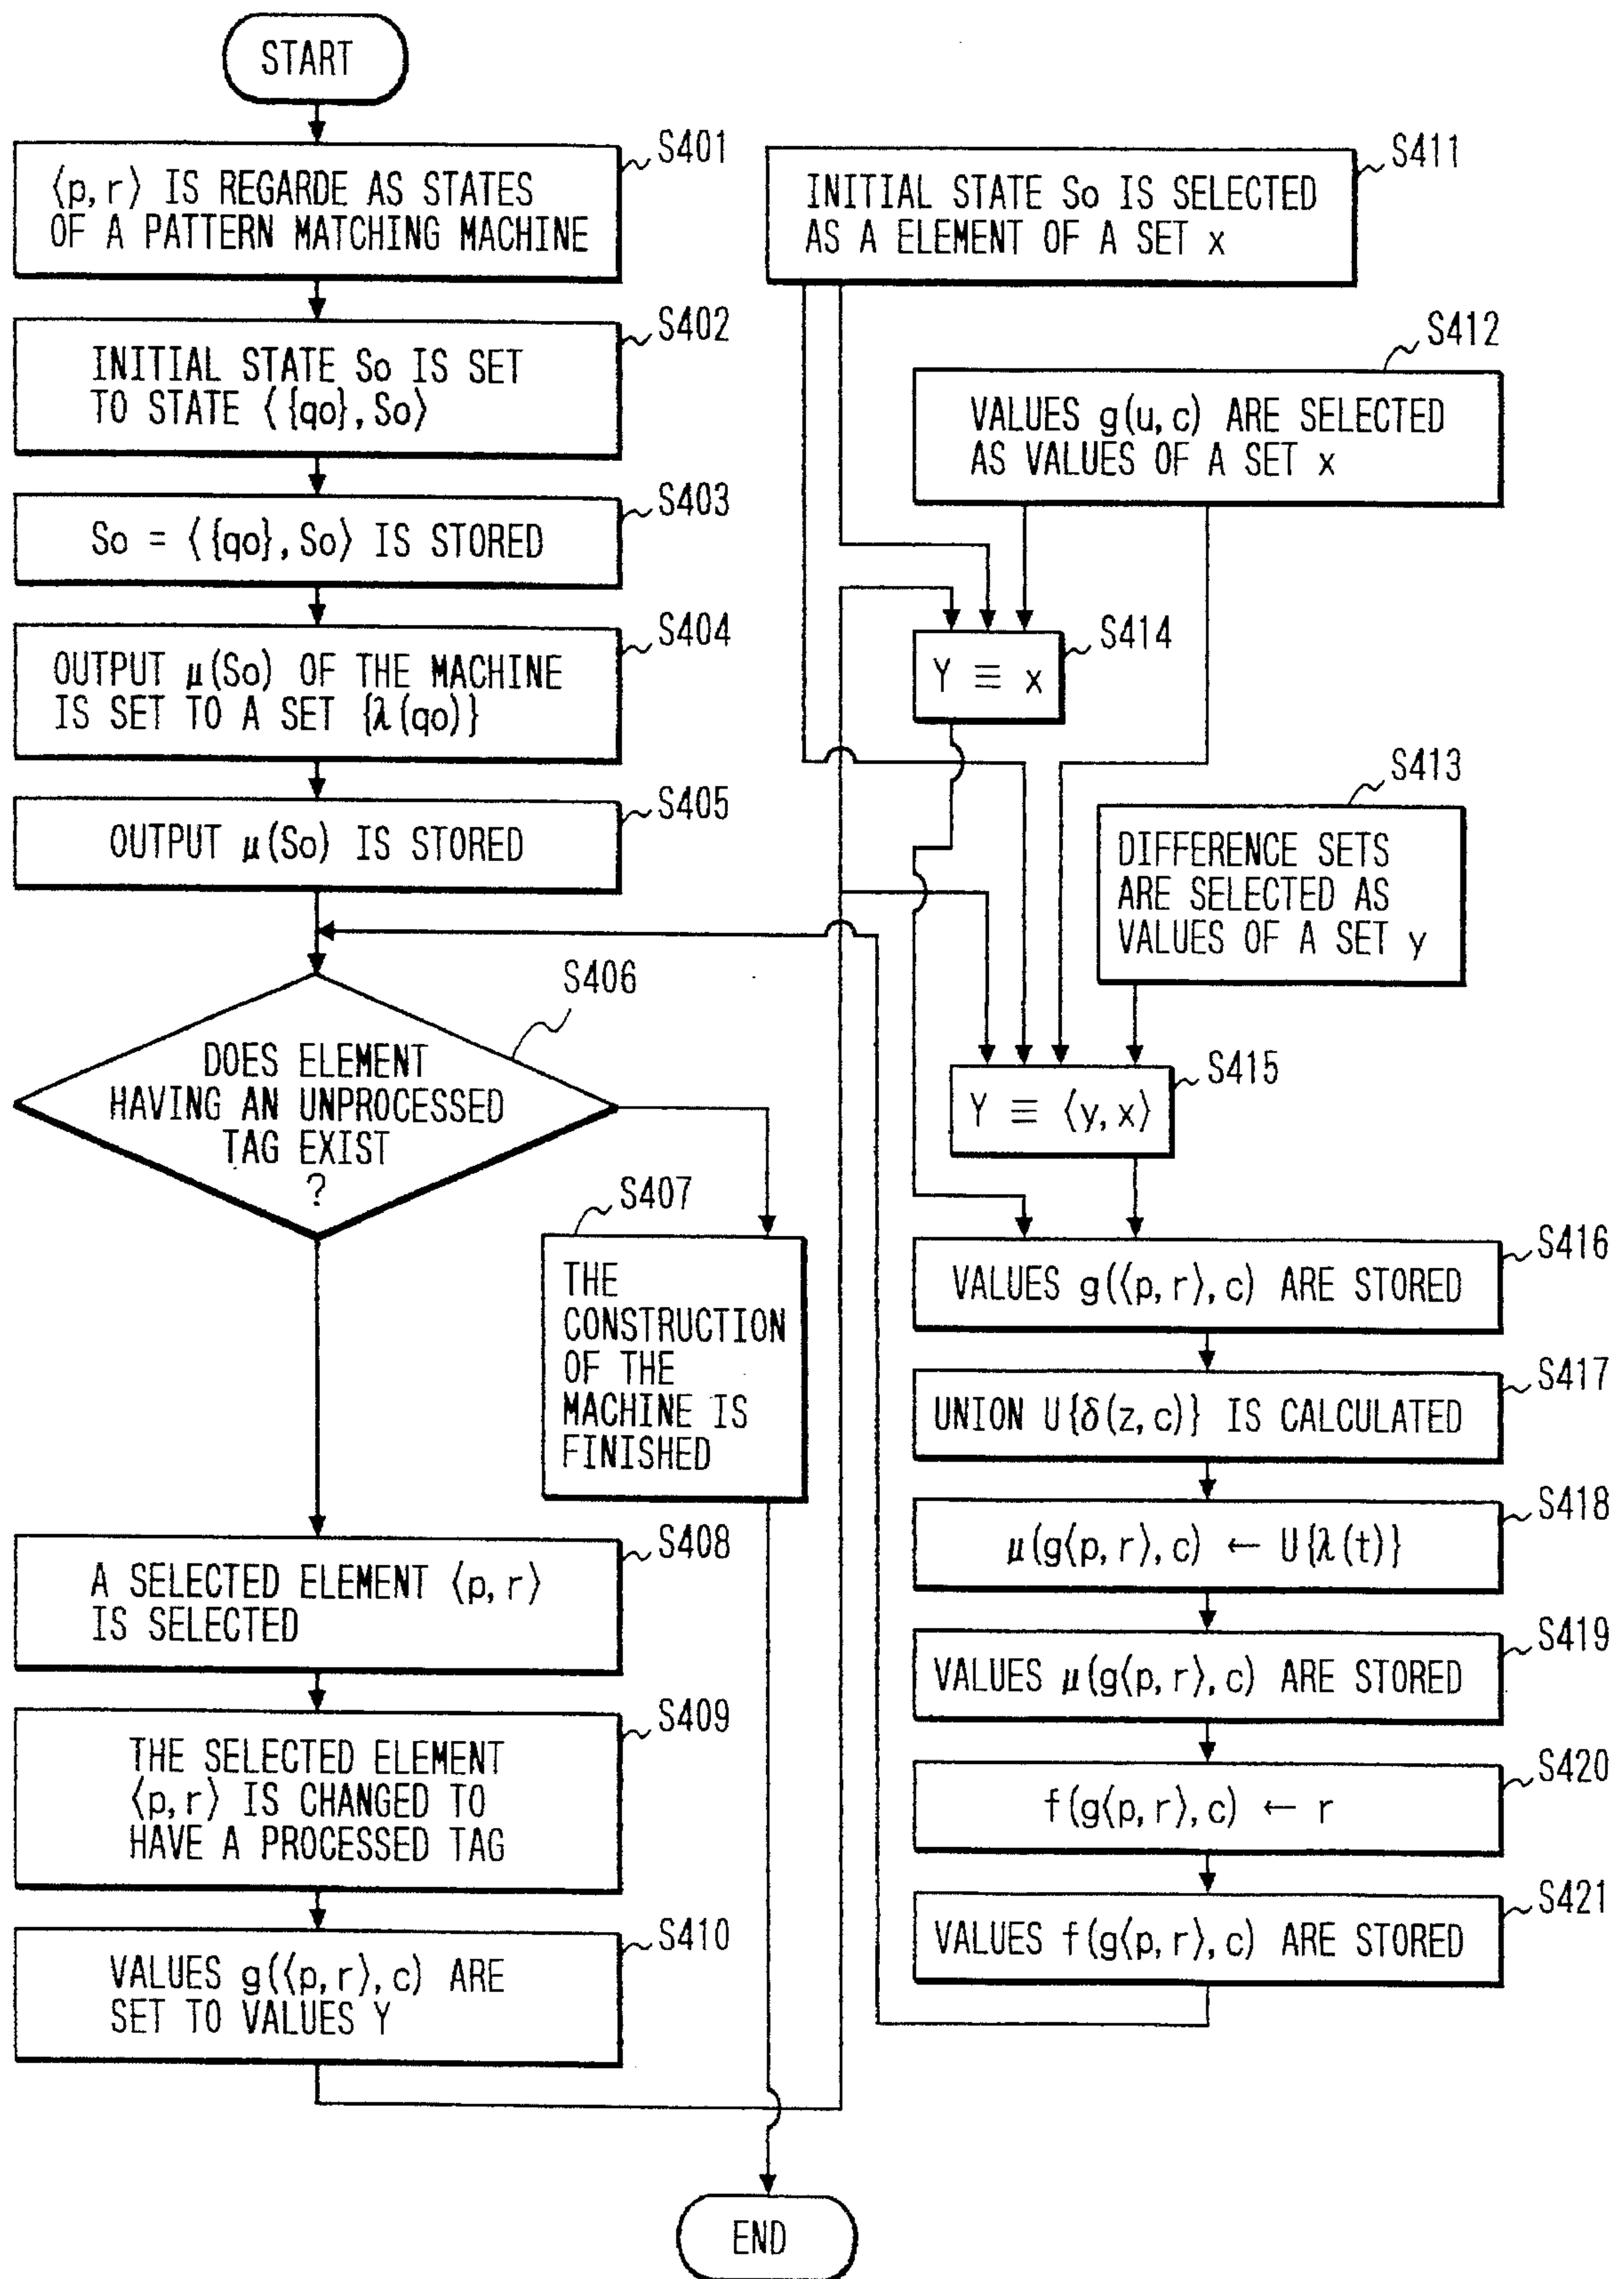 START
S401
⟨p, r⟩ IS REGARDE AS STATES
OF A PATTERN MATCHING MACHINE
S402
INITIAL STATE So IS SET
TO STATE ⟨{qo}, So⟩
S403
So = ⟨{qo}, So⟩ IS STORED
S404
OUTPUT μ(So) OF THE MACHINE
IS SET TO A SET {λ(qo)}
S405
OUTPUT μ(So) IS STORED
S406
DOES ELEMENT
HAVING AN UNPROCESSED
TAG EXIST
?
S407
THE
CONSTRUCTION
OF THE
MACHINE IS
FINISHED
S408
A SELECTED ELEMENT ⟨p, r⟩
IS SELECTED
S409
THE SELECTED ELEMENT
⟨p, r⟩ IS CHANGED TO
HAVE A PROCESSED TAG
S410
VALUES g(⟨p, r⟩, c) ARE
SET TO VALUES Y
S411
INITIAL STATE So IS SELECTED
AS A ELEMENT OF A SET x
S412
VALUES g(u, c) ARE SELECTED
AS VALUES OF A SET x
S414
Y ≡ x
S413
DIFFERENCE SETS
ARE SELECTED AS
VALUES OF A SET y
S415
Y ≡ ⟨y, x⟩
S416
VALUES g(⟨p, r⟩, c) ARE STORED
S417
UNION U{δ(z, c)} IS CALCULATED
S418
μ(g⟨p, r⟩, c) ← U{λ(t)}
S419
VALUES μ(g⟨p, r⟩, c) ARE STORED
S420
f(g⟨p, r⟩, c) ← r
S421
VALUES f(g⟨p, r⟩, c) ARE STORED
END